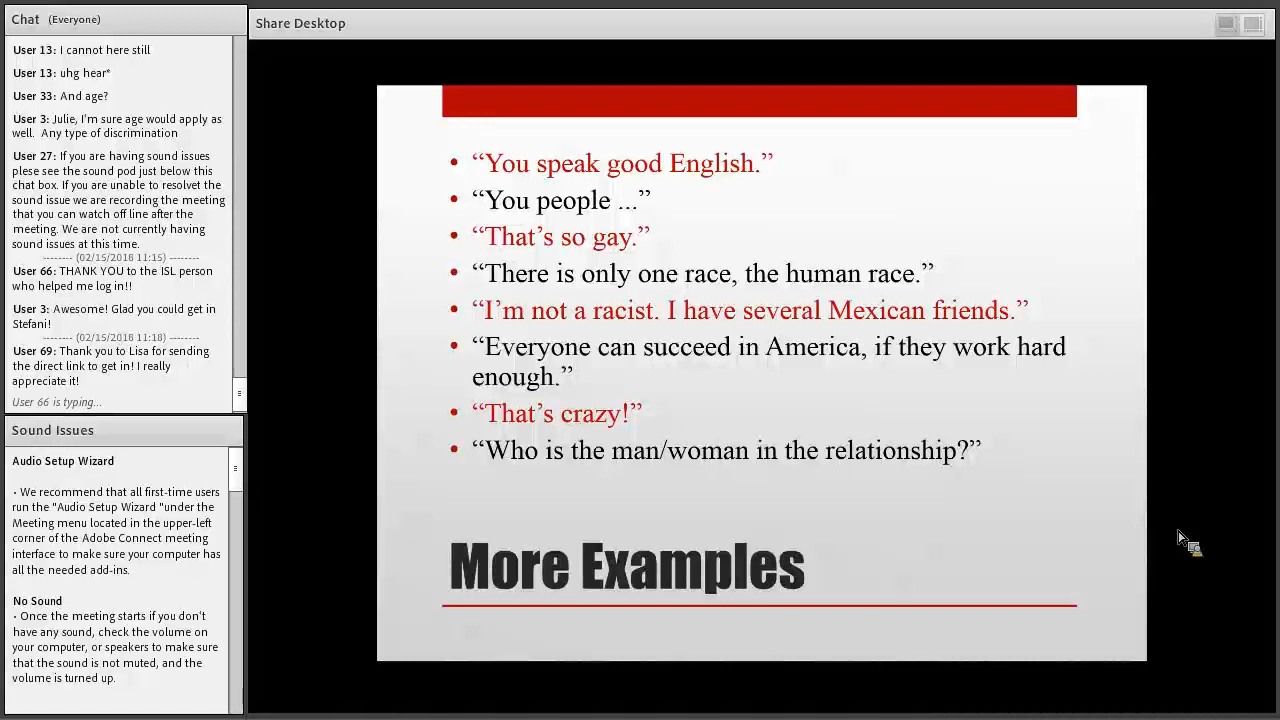 Chat (Everyone)
User 13: I cannot here still
User 13: uhg hear*
User 33: And age?
User 3: Julie, I'm sure age would apply as
well. Any type of discrimination
User 27: If you are having sound issues
plese see the sound pod just below this
chat box. If you are unable to resolvet the
sound issue we are recording the meeting
that you can watch off line after the
meeting. We are not currently having
sound issues at this time.
-------- (02/15/2018 11:15) --------
User 66: THANK YOU to the ISL person
who helped me log in!!
User 3: Awesome! Glad you could get in
Stefani!
-------- (02/15/2018 11:18) --------
User 69: Thank you to Lisa for sending
the direct link to get in! I really
appreciate it!
User 66 is typing...
Sound Issues
Audio Setup Wizard
• We recommend that all first-time users
run the "Audio Setup Wizard "under the
Meeting menu located in the upper-left
corner of the Adobe Connect meeting
interface to make sure your computer has
all the needed add-ins.
No Sound
• Once the meeting starts if you don't
have any sound, check the volume on
your computer, or speakers to make sure
that the sound is not muted, and the
volume is turned up.
Share Desktop
• “You speak good English.”
• “You people ...”
• “That’s so gay.”
• “There is only one race, the human race.”
• “I’m not a racist. I have several Mexican friends.”
• “Everyone can succeed in America, if they work hard
enough.”
• “That’s crazy!”
• “Who is the man/woman in the relationship?”
More Examples